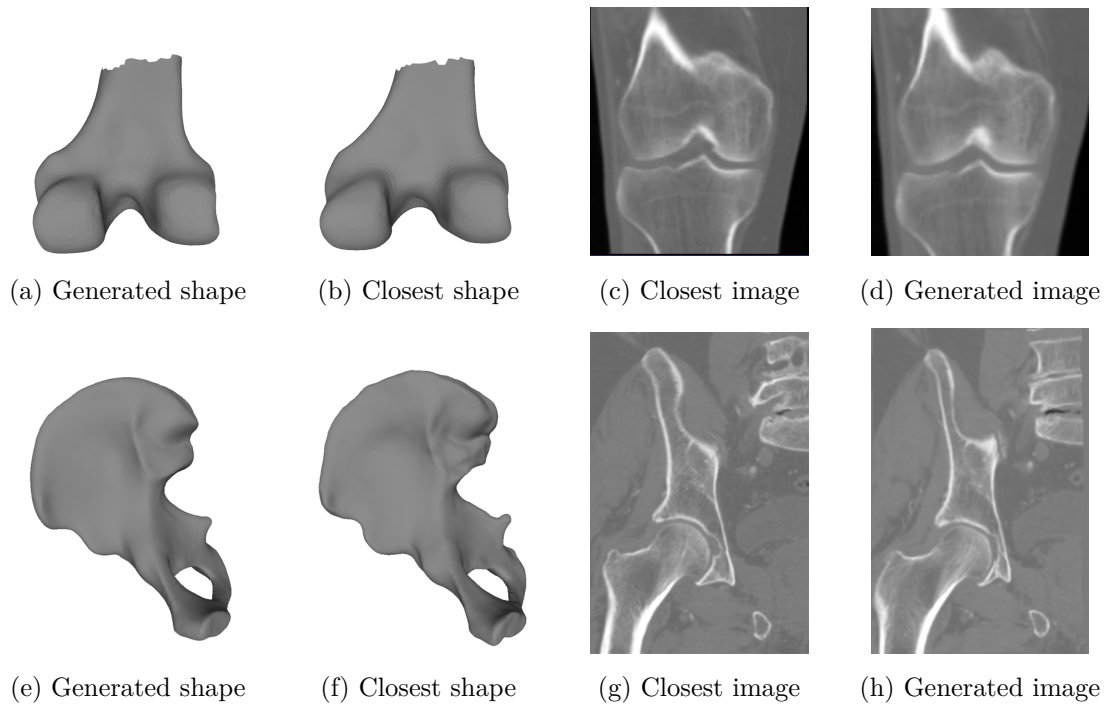 (a) Generated shape
(b) Closest shape
(c) Closest image
(d) Generated image
(e) Generated shape
(f) Closest shape
(g) Closest image
(h) Generated image